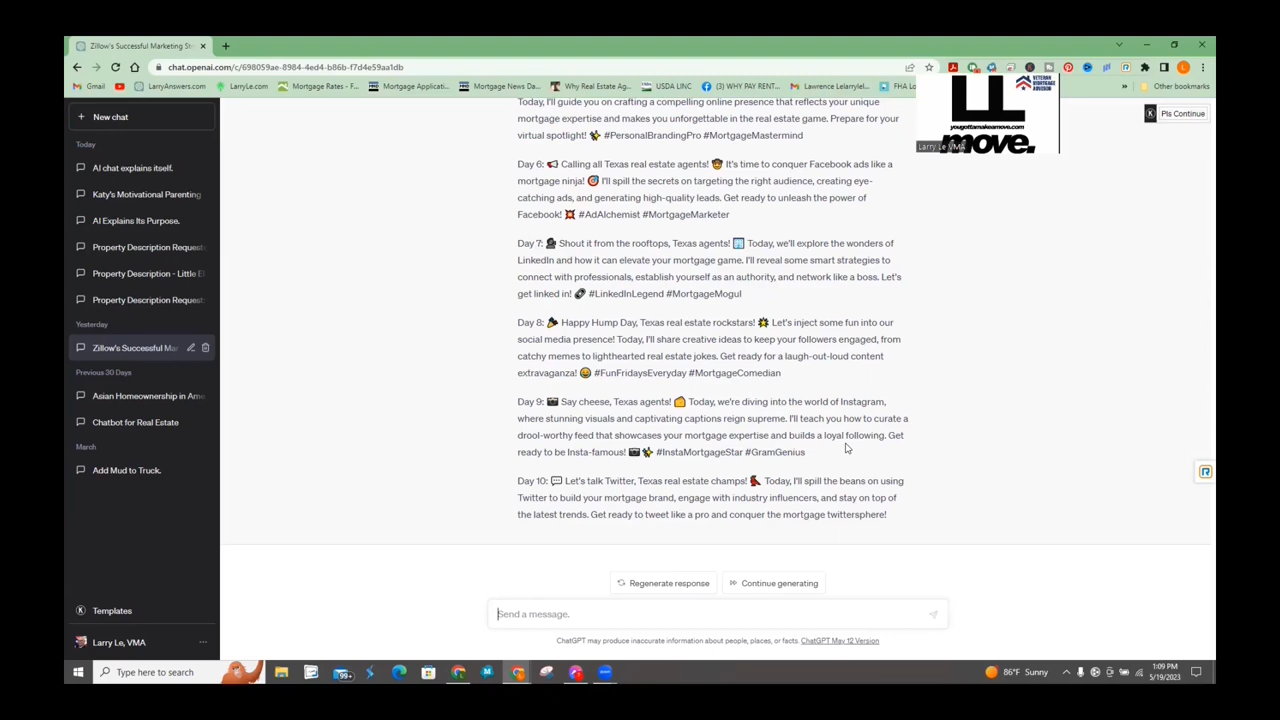 Zillow's Successful Marketing St
chat.openai.com/c/698059ae-8984-4ed4-b86b-f7d4e59aa1db
Gmail
LarryAnswers.com
LarryLe.com
Mortgage Rates - F...
Mortgage Applicati...
Mortgage News Da...
Why Real Estate Ag...
USDA LINC
(3) WHY PAY RENT...
Lawrence Lelarrylel...
FHA Lo
Other bookmarks
New chat
Today
AI chat explains itself.
Katy's Motivational Parenting
AI Explains Its Purpose.
Property Description Request
Property Description - Little E
Property Description Request
Yesterday
Zillow's Successful Mar
Previous 30 Days
Asian Homeownership in Ame
Chatbot for Real Estate
March
Add Mud to Truck.
Templates
Larry Le, VMA
VETERAN
MORTGAGE
ADVISOR
LL
yougottamakeamove.com
move.
Larry Le VMA
Pls Continue
Today, I'll guide you on crafting a compelling online presence that reflects your unique
mortgage expertise and makes you unforgettable in the real estate game. Prepare for your
virtual spotlight! ✨ #PersonalBrandingPro #MortgageMastermind
Day 6: 📢 Calling all Texas real estate agents! 🤠 It's time to conquer Facebook ads like a
mortgage ninja! 🎯 I'll spill the secrets on targeting the right audience, creating eye-
catching ads, and generating high-quality leads. Get ready to unleash the power of
Facebook! 💥 #AdAlchemist #MortgageMarketer
Day 7: 🗣 Shout it from the rooftops, Texas agents! Today, we'll explore the wonders of
LinkedIn and how it can elevate your mortgage game. I'll reveal some smart strategies to
connect with professionals, establish yourself as an authority, and network like a boss. Let's
get linked in! 🔗 #LinkedInLegend #MortgageMogul
Day 8: 🎉 Happy Hump Day, Texas real estate rockstars! 🌟 Let's inject some fun into our
social media presence! Today, I'll share creative ideas to keep your followers engaged, from
catchy memes to lighthearted real estate jokes. Get ready for a laugh-out-loud content
extravaganza! 😄 #FunFridaysEveryday #MortgageComedian
Day 9: 📸 Say cheese, Texas agents! 🧀 Today, we're diving into the world of Instagram,
where stunning visuals and captivating captions reign supreme. I'll teach you how to curate a
drool-worthy feed that showcases your mortgage expertise and builds a loyal following. Get
ready to be Insta-famous! 📸✨ #InstaMortgageStar #GramGenius
Day 10: 💬 Let's talk Twitter, Texas real estate champs! Today, I'll spill the beans on using
Twitter to build your mortgage brand, engage with industry influencers, and stay on top of
the latest trends. Get ready to tweet like a pro and conquer the mortgage twittersphere!
Regenerate response
Continue generating
Send a message.
ChatGPT may produce inaccurate information about people, places, or facts. ChatGPT May 12 Version
Type here to search
99+
86°F Sunny
1:09 PM
5/19/2023